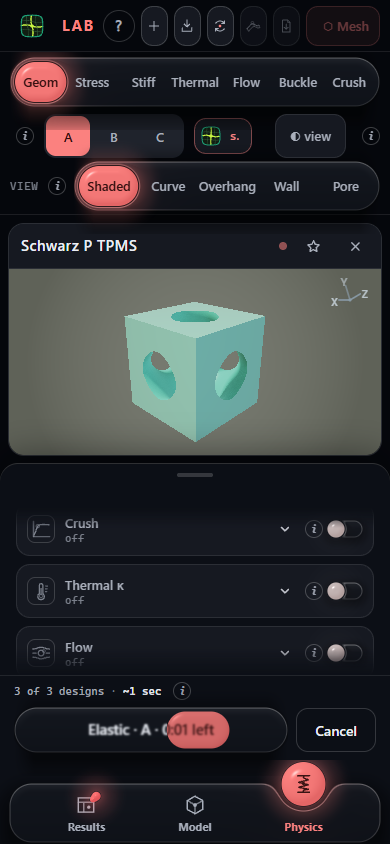 LAB ? Mesh
Geom Stress Stiff Thermal Flow Buckle Crush
i A B C s. view i
VIEW i Shaded Curve Overhang Wall Pore
Schwarz P TPMS
Y
X Z
Crush
off
i
Thermal κ
off
i
Flow
off
i
3 of 3 designs · ~1 sec i
Elastic · A · 0:01 left
Cancel
Results Model Physics